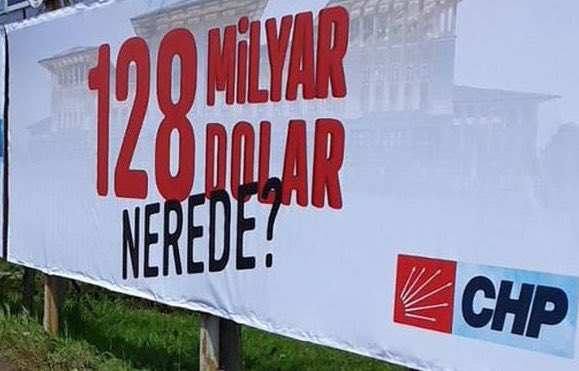 128 MİLYAR
DOLAR
NEREDE?
CHP